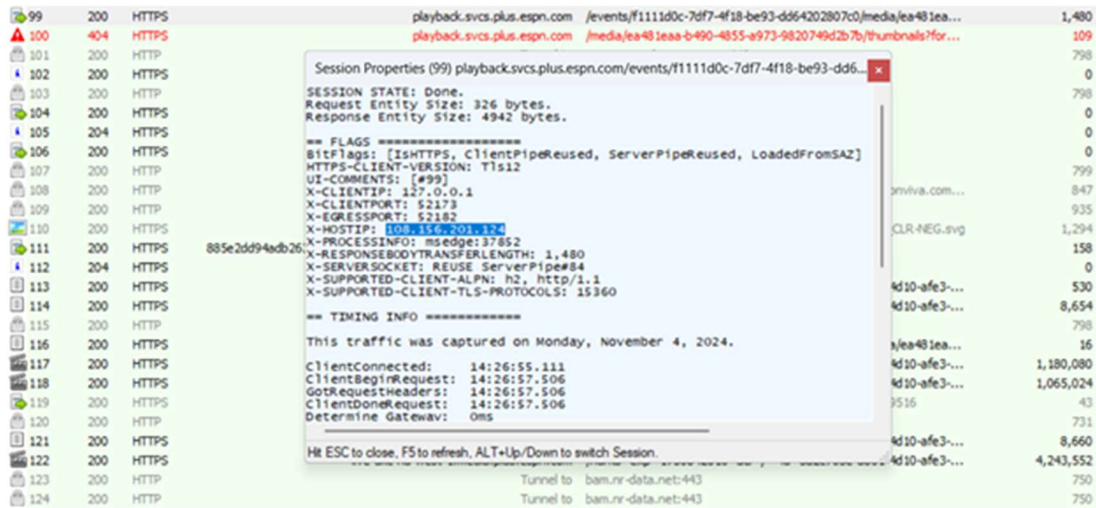 99 200 HTTPS playback.svcs.plus.espn.com /events/f1111d0c-7df7-4f18-be93-dd64202807c0/media/ea481ea... 1,480
100 404 HTTPS playback.svcs.plus.espn.com /media/ea481eaa-b490-4855-a973-9820749d2b7b/thumbnails?for... 109
101 200 HTTP 798
102 200 HTTPS 0
103 200 HTTP 798
104 200 HTTPS 0
105 204 HTTPS 0
106 200 HTTPS 0
107 200 HTTP 799
108 200 HTTP onviva.com... 847
109 200 HTTP 935
110 200 HTTP CLR-NEG.svg 1,294
111 200 HTTPS 158
112 204 HTTPS 0
113 200 HTTPS 4d10-afe3-... 530
114 200 HTTPS 4d10-afe3-... 8,654
115 200 HTTP 798
116 200 HTTPS a/ea481ea... 16
117 200 HTTPS 4d10-afe3-... 1,180,080
118 200 HTTPS 4d10-afe3-... 1,065,024
119 200 HTTP 9516 43
120 200 HTTP 731
121 200 HTTPS 4d10-afe3-... 8,660
122 200 HTTPS 4d10-afe3-... 4,243,552
123 200 HTTP Tunnel to bam.nr-data.net:443 750
124 200 HTTP Tunnel to bam.nr-data.net:443 750
Session Properties (99) playback.svcs.plus.espn.com/events/f1111d0c-7df7-4f18-be93-dd6...
SESSION STATE: Done.
Request Entity Size: 326 bytes.
Response Entity Size: 4942 bytes.
== FLAGS ==================
BitFlags: [IsHTTPS, ClientPipeReused, ServerPipeReused, LoadedFromSAZ]
HTTPS-CLIENT-VERSION: Tls12
UI-COMMENTS: [#99]
X-CLIENTIP: 127.0.0.1
X-CLIENTPORT: 52173
X-EGRESSPORT: 52182
X-HOSTIP: 108.156.201.124
X-PROCESSINFO: msedge:37852
X-RESPONSEBODYTRANSFERLENGTH: 1,480
X-SERVERSOCKET: REUSE ServerPipe#84
X-SUPPORTED-CLIENT-ALPN: h2, http/1.1
X-SUPPORTED-CLIENT-TLS-PROTOCOLS: 15360
== TIMING INFO ============
This traffic was captured on Monday, November 4, 2024.
ClientConnected: 14:26:55.111
ClientBeginRequest: 14:26:57.506
GotRequestHeaders: 14:26:57.506
ClientDoneRequest: 14:26:57.506
Determine Gateway: 0ms
Hit ESC to close, F5 to refresh, ALT+Up/Down to switch Session.